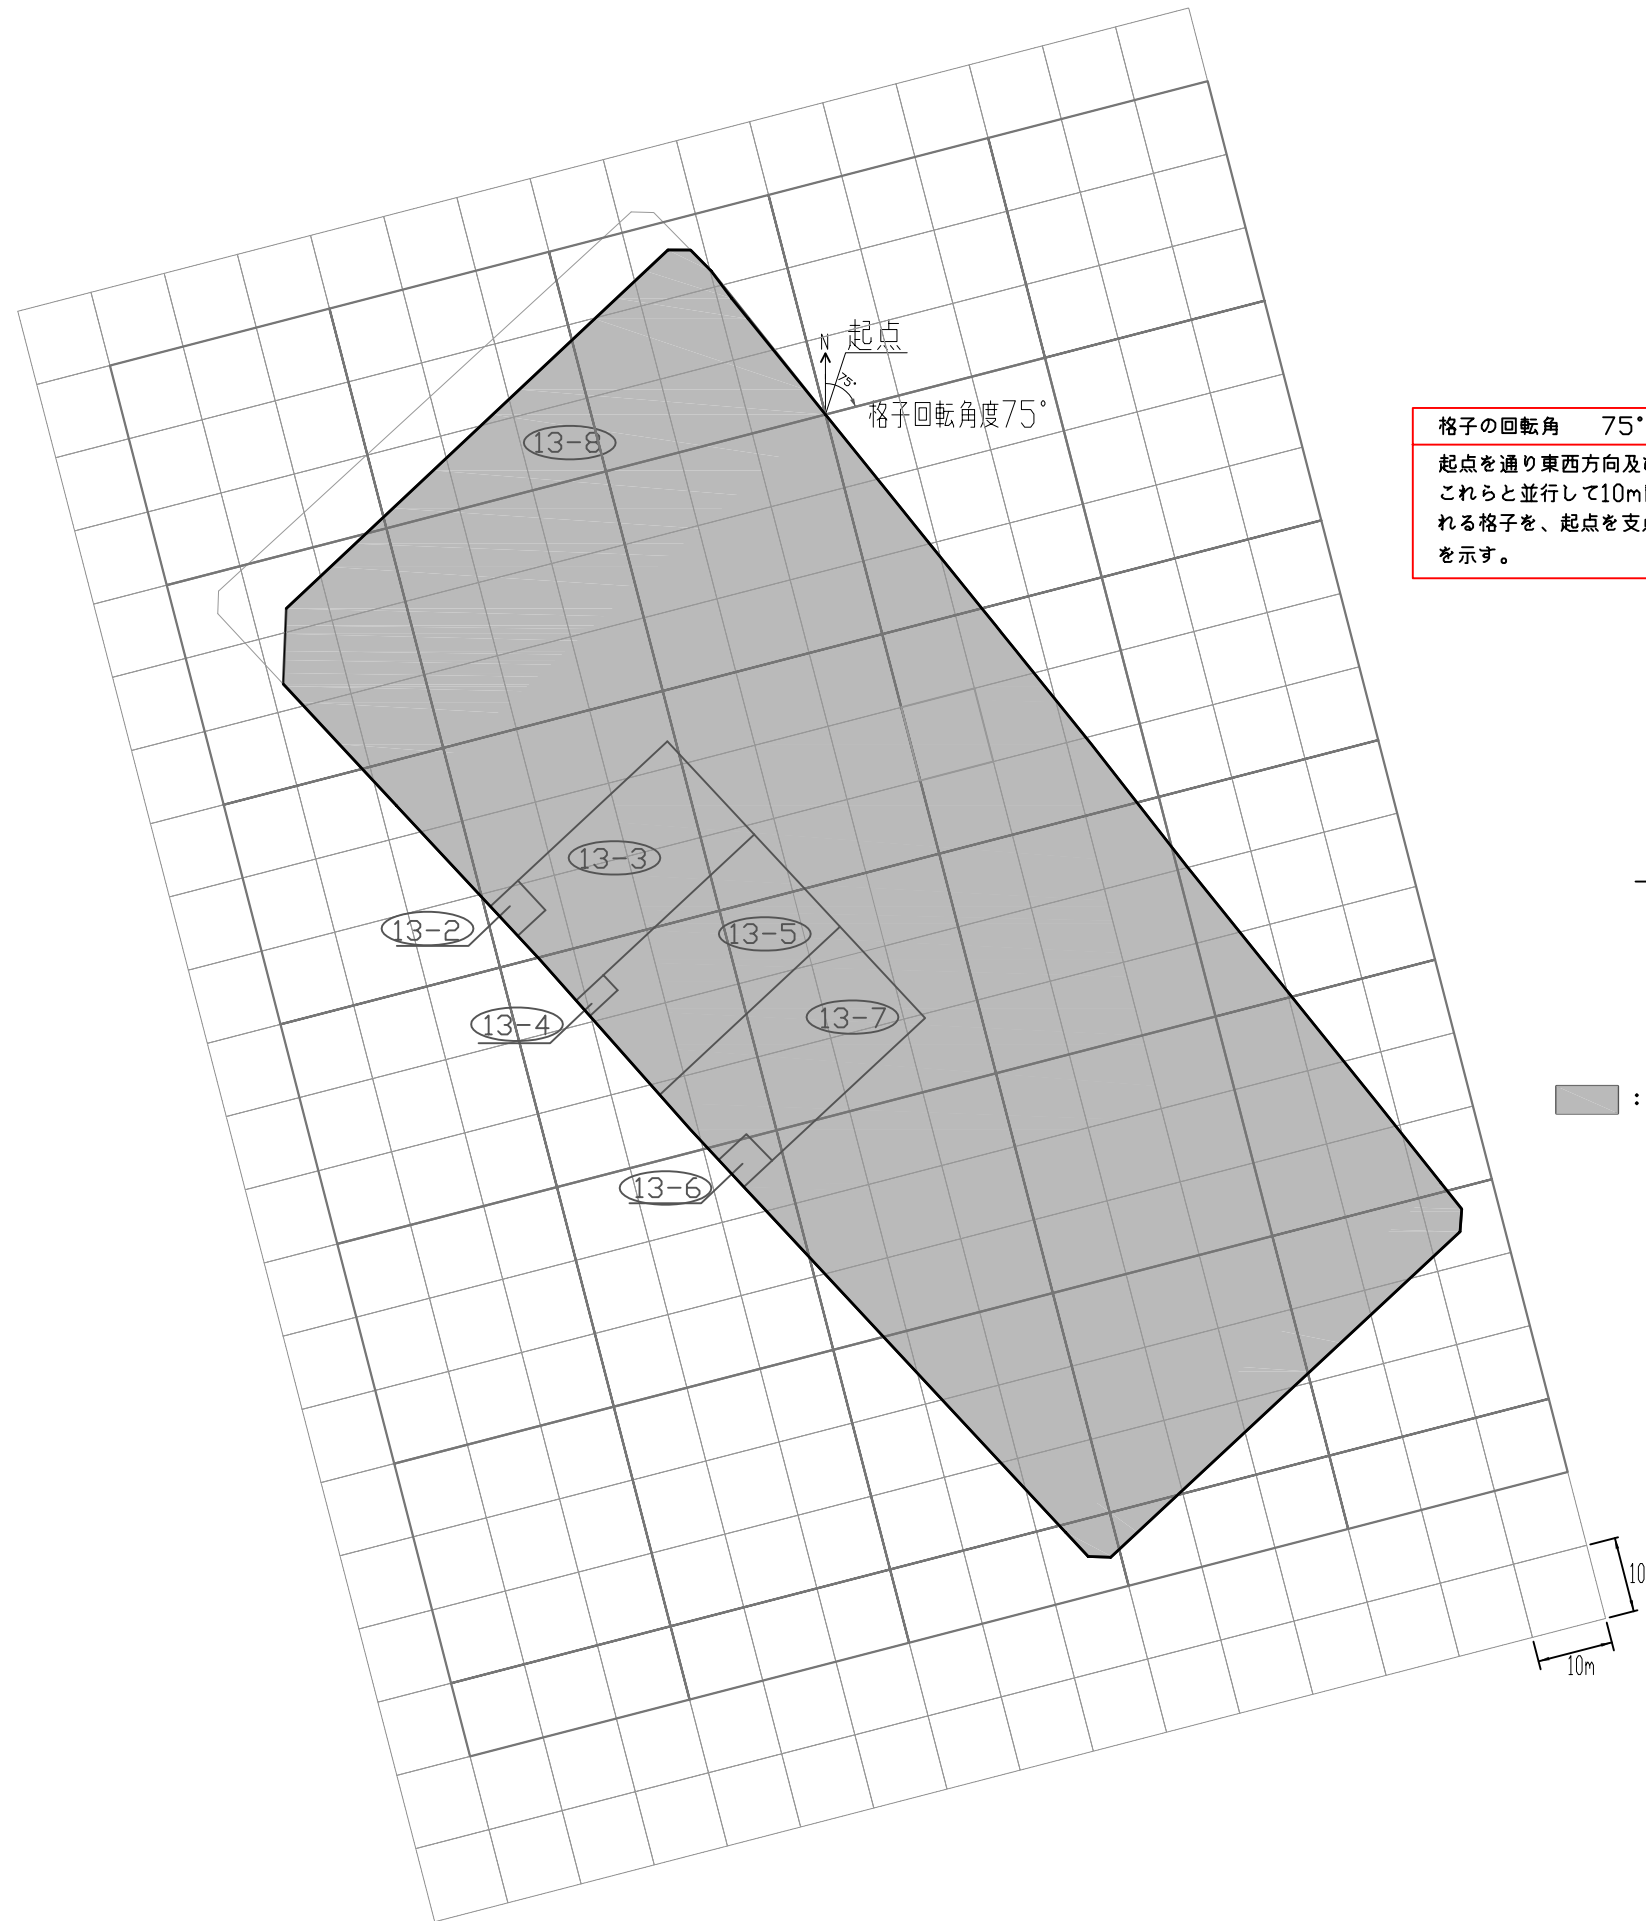 N
起点
75°
格子回転角度75°
13-8
格子の回転角 75°
起点を通り東西方向及
これらと並行して10m
れる格子を、起点を支
を示す。
13-3
13-2
13-5
13-4
13-7
:
13-6
10
10m